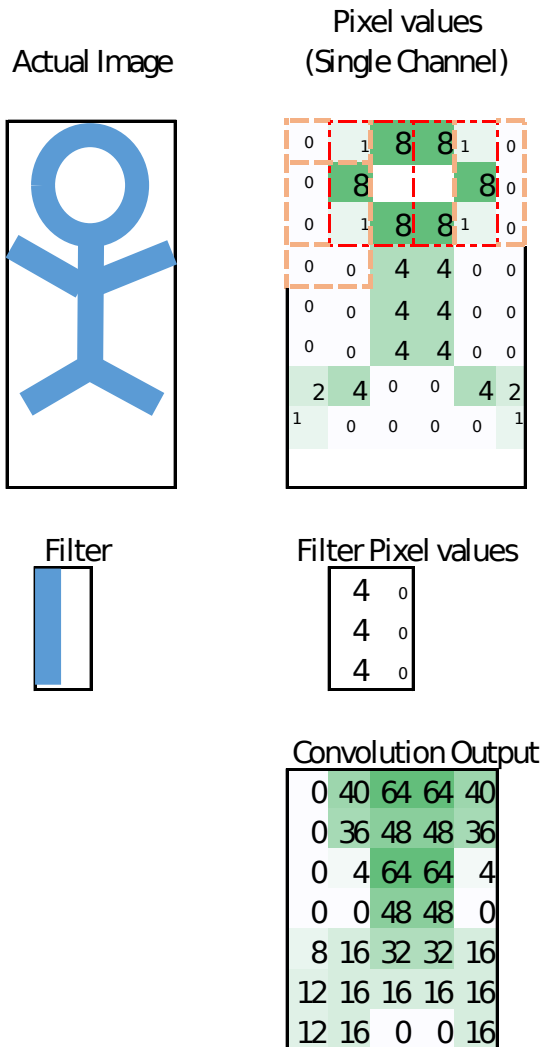 Pixel values
Actual Image (Single Channel)
0 1 8 8 1 0
0 8 8 0
0 1 8 8 1 0
0 0 4 4 0 0
0 0 4 4 0 0
0 0 4 4 0 0
2 4 0 0 4 2
1 0 0 0 0 1
Filter Filter Pixel values
4 0
4 0
4 0
Convolution Output
0 40 64 64 40
0 36 48 48 36
0 4 64 64 4
0 0 48 48 0
8 16 32 32 16
12 16 16 16 16
12 16 0 0 16